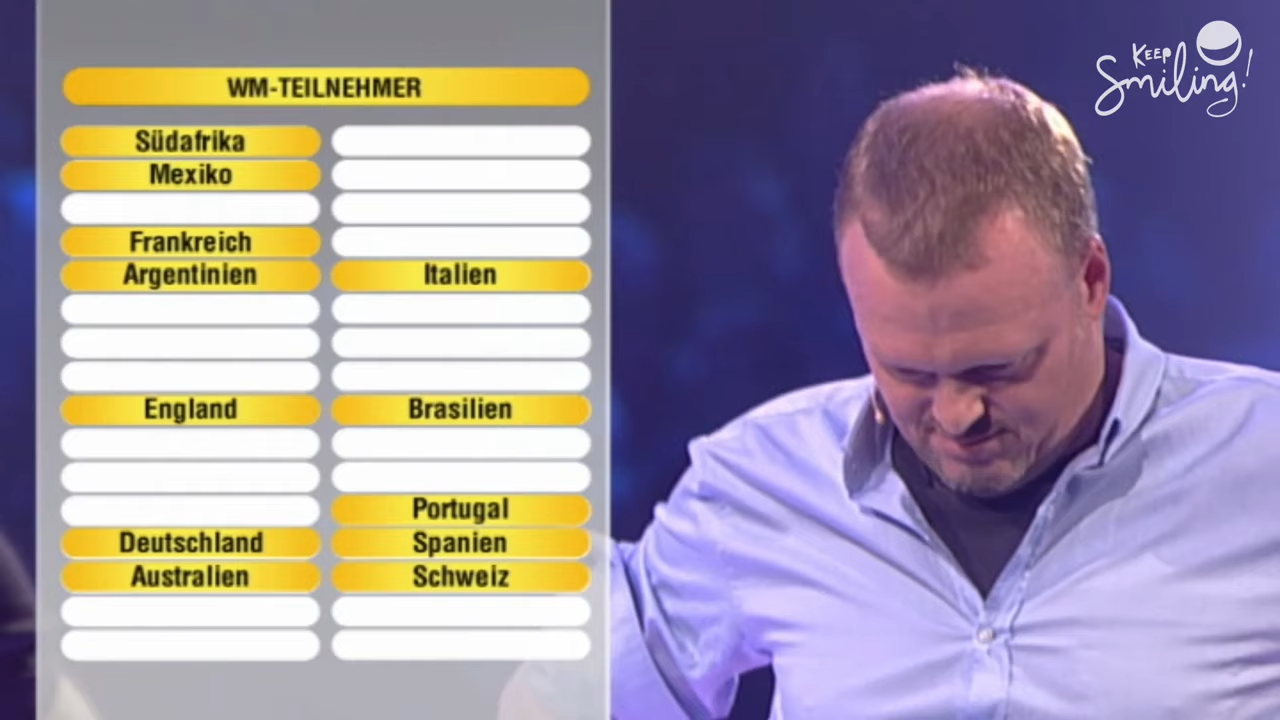 WM-TEILNEHMER
Südafrika
Mexiko
Frankreich
Argentinien
England
Deutschland
Australien
Italien
Brasilien
Portugal
Spanien
Schweiz
KEEP
Smiling!